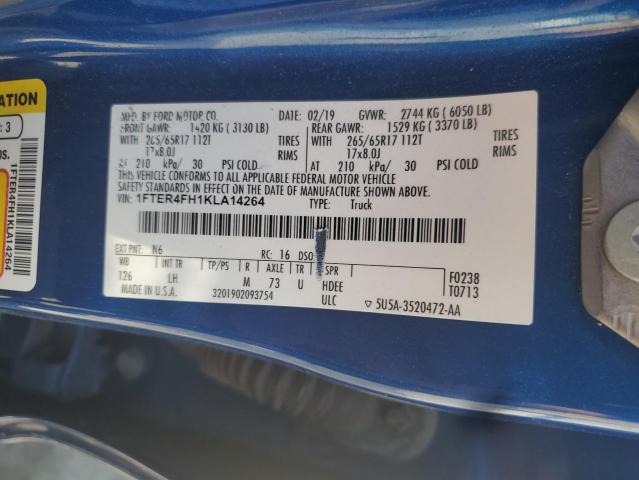 ATION
: 3
bs.
1FTER4FH1KLA14264
MFD. BY FORD MOTOR CO.
DATE: 02/19 GVWR: 2744 KG ( 6050 LB)
FRONT GAWR: 1420 KG ( 3130 LB)
REAR GAWR: 1529 KG ( 3370 LB)
WITH 265/65R17 112T TIRES
WITH 265/65R17 112T TIRES
17x8.0J RIMS
17x8.0J RIMS
AT 210 kPa/ 30 PSI COLD
AT 210 kPa/ 30 PSI COLD
THIS VEHICLE CONFORMS TO ALL APPLICABLE FEDERAL MOTOR VEHICLE
SAFETY STANDARDS IN EFFECT ON THE DATE OF MANUFACTURE SHOWN ABOVE.
VIN: 1FTER4FH1KLA14264 TYPE: Truck
EXT PNT: N6 RC: 16 DSO:
WB INT TR TP/PS R AXLE TR SPR
126 LH M 73 U HDEE
F0238
T0713
MADE IN U.S.A. 3201902093754 ULC 5U5A-3520472-AA